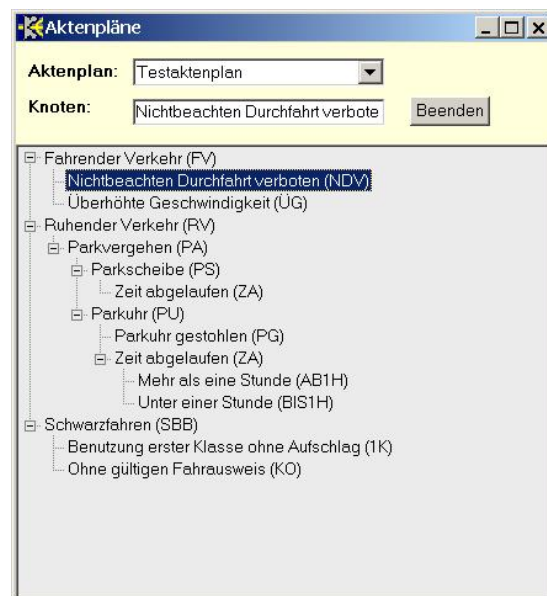 Aktenpläne
Aktenplan: Testaktenplan
Knoten: Nichtbeachten Durchfahrt verbote Beenden
Fahrender Verkehr (FV)
Nichtbeachten Durchfahrt verboten (NDV)
Überhöhte Geschwindigkeit (ÜG)
Ruhender Verkehr (RV)
Parkvergehen (PA)
Parkscheibe (PS)
Zeit abgelaufen (ZA)
Parkuhr (PU)
Parkuhr gestohlen (PG)
Zeit abgelaufen (ZA)
Mehr als eine Stunde (AB1H)
Unter einer Stunde (BIS1H)
Schwarzfahren (SBB)
Benutzung erster Klasse ohne Aufschlag (1K)
Ohne gültigen Fahrausweis (KO)